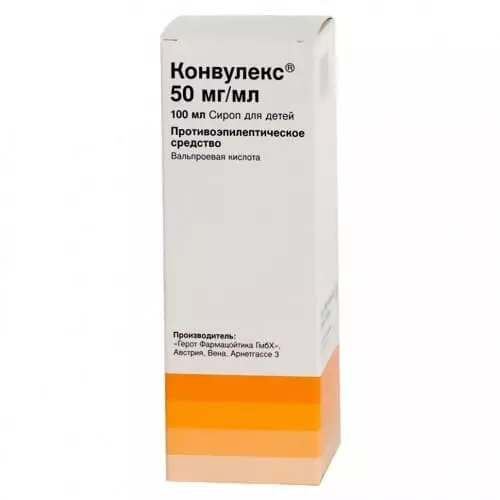 Конвулекс®
50 мг/мл
100 мл Сироп для детей
Противоэпилептическое
средство
Вальпроевая кислота
Производитель:
«Герот Фармацойтика ГмбХ»,
Австрия, Вена, Арнетгассе 3